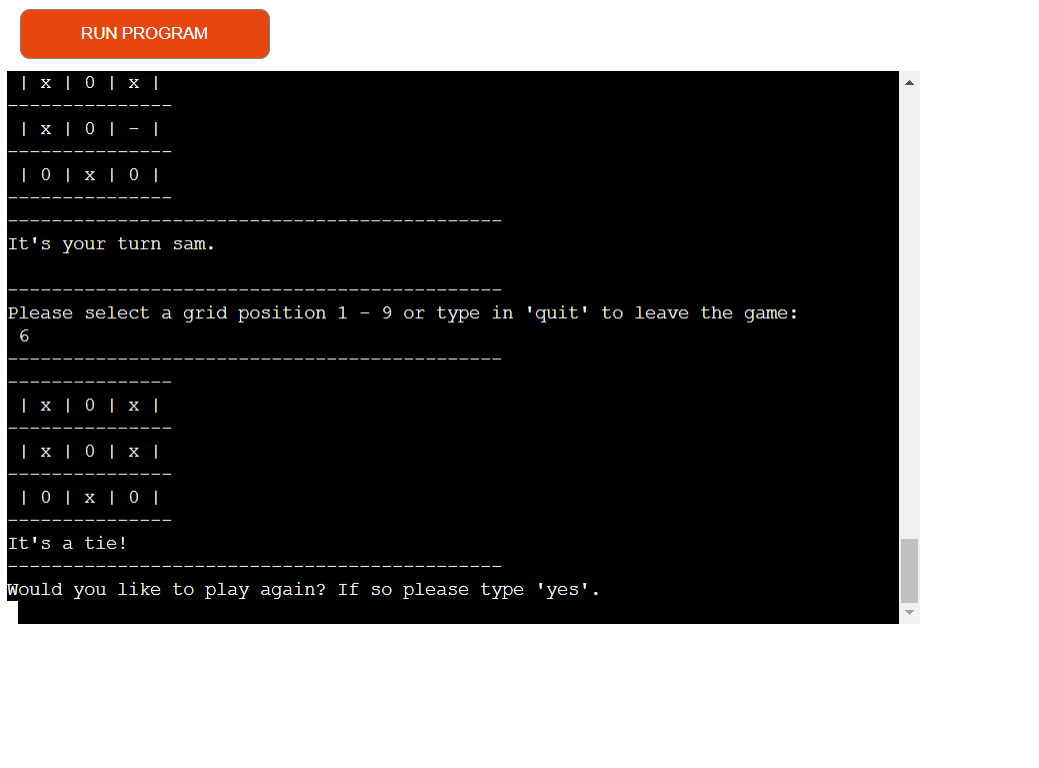 RUN PROGRAM
| x | 0 | x |
---------------
| x | 0 | - |
---------------
| 0 | x | 0 |
---------------
---------------------------------------------
It's your turn sam.
---------------------------------------------
Please select a grid position 1 - 9 or type in 'quit' to leave the game:
6
---------------------------------------------
---------------
| x | 0 | x |
---------------
| x | 0 | x |
---------------
| 0 | x | 0 |
---------------
It's a tie!
---------------------------------------------
Would you like to play again? If so please type 'yes'.